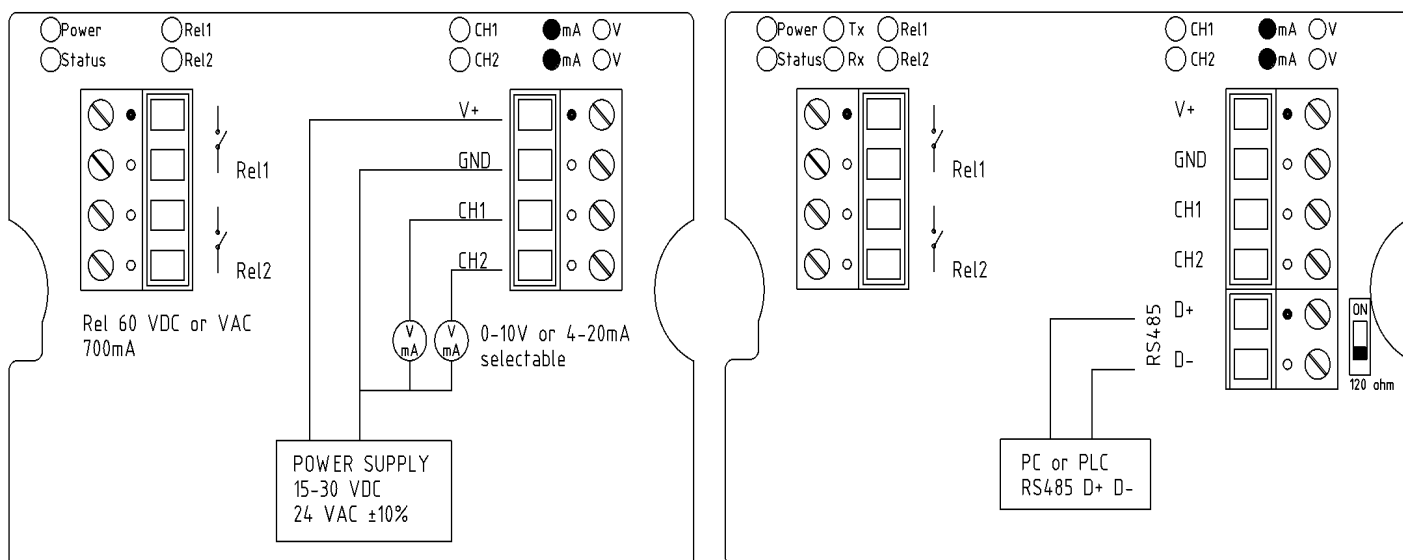 Power Rel1 CH1 mA V
Status Rel2 CH2 mA V
V+
GND
Rel1
CH1
CH2
Rel2
Rel 60 VDC or VAC
700mA
V
mA
V
mA
0-10V or 4-20mA
selectable
POWER SUPPLY
15-30 VDC
24 VAC ±10%
Power Tx Rel1 CH1 mA V
Status Rx Rel2 CH2 mA V
V+
GND
Rel1
CH1
CH2
Rel2
RS485
D+
D-
ON
120 ohm
PC or PLC
RS485 D+ D-